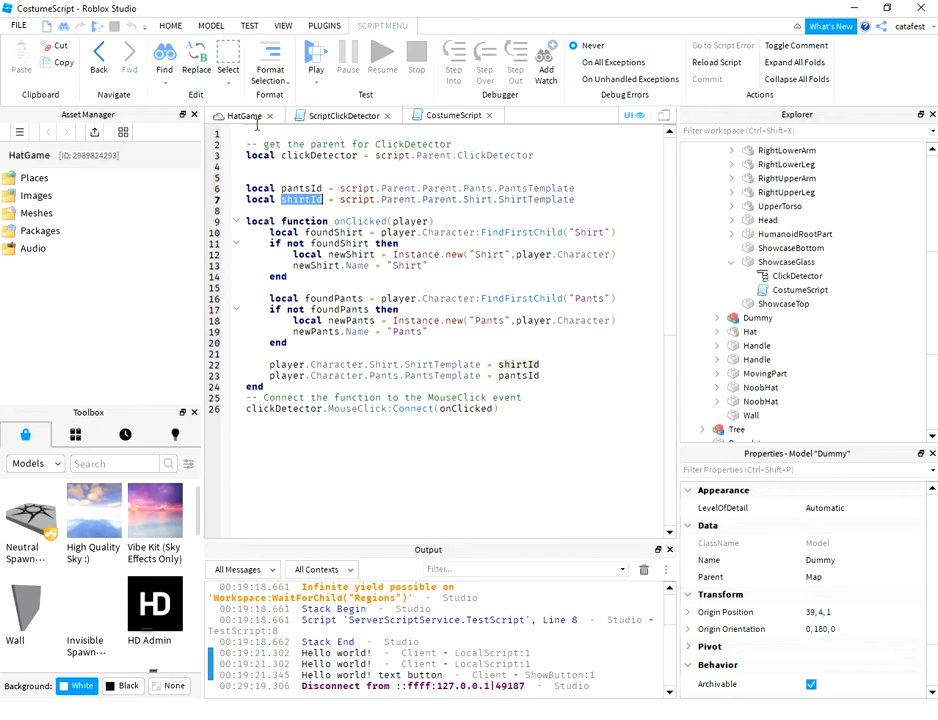 CostumeScript - Roblox Studio
FILE
HOME
MODEL
TEST
VIEW
PLUGINS
SCRIPT MENU
What's New
catafest
Paste
Cut
Copy
Clipboard
Back
Fwd
Navigate
Find
Replace
Select
Edit
Format
Selection
Format
Play
Pause
Resume
Stop
Test
Step
Into
Step
Over
Step
Out
Add
Watch
Debugger
Never
On All Exceptions
On Unhandled Exceptions
Debug Errors
Go to Script Error
Reload Script
Commit
Toggle Comment
Expand All Folds
Collapse All Folds
Actions
Asset Manager
HatGame [ID:2989824293]
Places
Images
Meshes
Packages
Audio
Toolbox
Models
Search
Neutral
Spawn...
High Quality
Sky :)
Vibe Kit (Sky
Effects Only)
Wall
Invisible
Spawn...
HD
HD Admin
Background:
White
Black
None
HatGame
ScriptClickDetector
CostumeScript
UI
1
2 -- get the parent for ClickDetector
3 local clickDetector = script.Parent.ClickDetector
4
5
6 local pantsId = script.Parent.Parent.Pants.PantsTemplate
7 local shirtId = script.Parent.Parent.Shirt.ShirtTemplate
8
9 local function onClicked(player)
10 local foundShirt = player.Character:FindFirstChild("Shirt")
11 if not foundShirt then
12 local newShirt = Instance.new("Shirt",player.Character)
13 newShirt.Name = "Shirt"
14 end
15
16 local foundPants = player.Character:FindFirstChild("Pants")
17 if not foundPants then
18 local newPants = Instance.new("Pants",player.Character)
19 newPants.Name = "Pants"
20 end
21
22 player.Character.Shirt.ShirtTemplate = shirtId
23 player.Character.Pants.PantsTemplate = pantsId
24 end
25 -- Connect the function to the MouseClick event
26 clickDetector.MouseClick:Connect(onClicked)
Output
All Messages
All Contexts
Filter...
00:19:18.661 Infinite yield possible on
'Workspace:WaitForChild("Regions")' - Studio
00:19:18.661 Stack Begin - Studio
00:19:18.661 Script 'ServerScriptService.TestScript', Line 8 - Studio -
TestScript:8
00:19:18.662 Stack End - Studio
00:19:21.302 Hello world! - Client - LocalScript:1
00:19:21.302 Hello world! - Client - LocalScript:1
00:19:21.345 Hello world! text button - Client - ShowButton:1
00:29:19.306 Disconnect from ::ffff:127.0.0.1|49187 - Studio
Explorer
Filter workspace (Ctrl+Shift+X)
RightLowerArm
RightLowerLeg
RightUpperArm
RightUpperLeg
UpperTorso
Head
HumanoidRootPart
ShowcaseBottom
ShowcaseGlass
ClickDetector
CostumeScript
ShowcaseTop
Dummy
Hat
Handle
Handle
MovingPart
NoobHat
NoobHat
Wall
Tree
Properties - Model "Dummy"
Filter Properties (Ctrl+Shift+P)
Appearance
LevelOfDetail Automatic
Data
ClassName Model
Name Dummy
Parent Map
Transform
Origin Position 39, 4, 1
Origin Orientation 0, 180, 0
Pivot
Behavior
Archivable